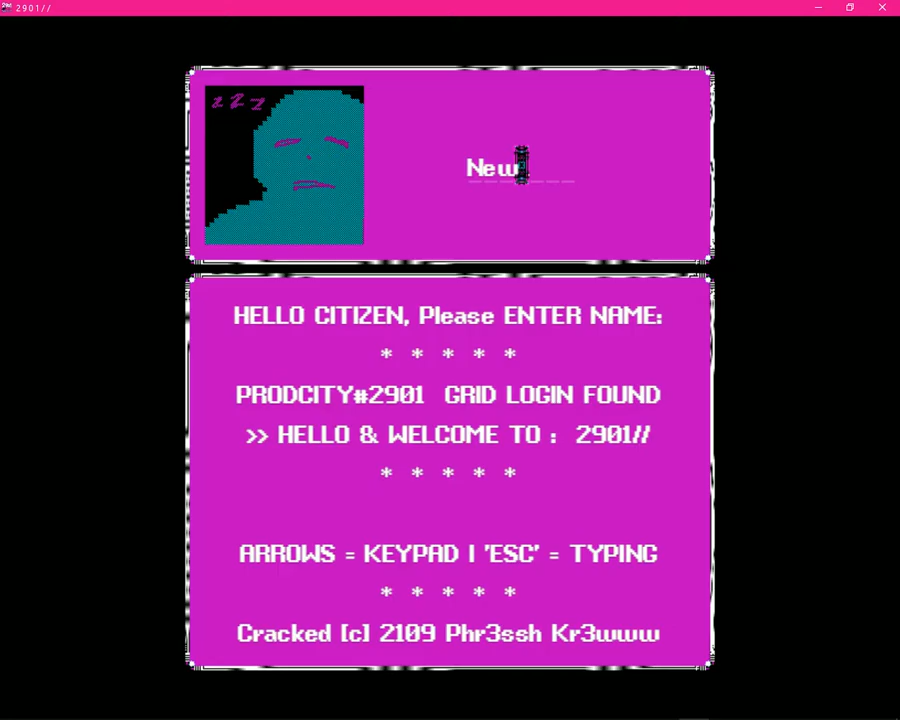 2901//
z z z
New
HELLO CITIZEN, Please ENTER NAME:
* * * * *
PRODCITY#2901 GRID LOGIN FOUND
>> HELLO & WELCOME TO : 2901//
* * * * *
ARROWS = KEYPAD | 'ESC' = TYPING
* * * * *
Cracked [c] 2109 Phr3ssh Kr3www